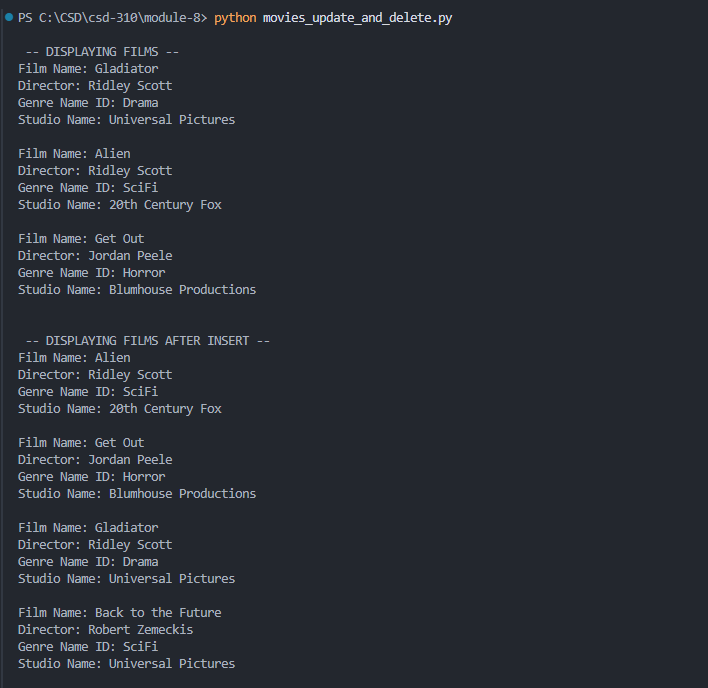 PS C:\CSD\csd-310\module-8> python movies_update_and_delete.py
-- DISPLAYING FILMS --
Film Name: Gladiator
Director: Ridley Scott
Genre Name ID: Drama
Studio Name: Universal Pictures
Film Name: Alien
Director: Ridley Scott
Genre Name ID: SciFi
Studio Name: 20th Century Fox
Film Name: Get Out
Director: Jordan Peele
Genre Name ID: Horror
Studio Name: Blumhouse Productions
-- DISPLAYING FILMS AFTER INSERT --
Film Name: Alien
Director: Ridley Scott
Genre Name ID: SciFi
Studio Name: 20th Century Fox
Film Name: Get Out
Director: Jordan Peele
Genre Name ID: Horror
Studio Name: Blumhouse Productions
Film Name: Gladiator
Director: Ridley Scott
Genre Name ID: Drama
Studio Name: Universal Pictures
Film Name: Back to the Future
Director: Robert Zemeckis
Genre Name ID: SciFi
Studio Name: Universal Pictures